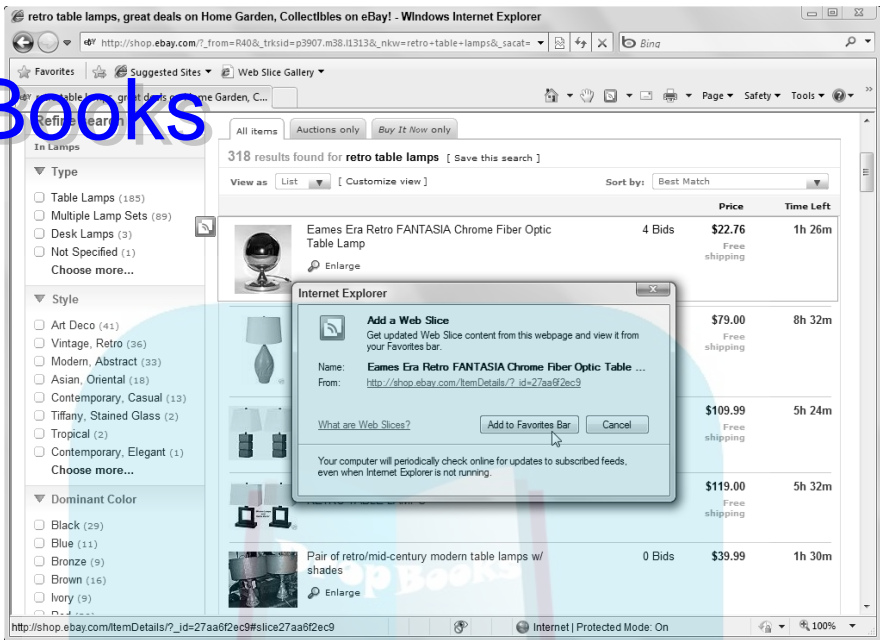 retro table lamps, great deals on Home Garden, CollectIbles on eBay! - WIndows Internet Explorer
http://shop.ebay.com/?_from=R40&_trksid=p3907.m38.l1313&_nkw=retro+table+lamps&_sacat=
Bing
Favorites
Suggested Sites
Web Slice Gallery
Books
Page
Safety
Tools
Refine search
In Lamps
Type
Table Lamps (185)
Multiple Lamp Sets (89)
Desk Lamps (3)
Not Specified (1)
Choose more...
Style
Art Deco (41)
Vintage, Retro (36)
Modern, Abstract (33)
Asian, Oriental (18)
Contemporary, Casual (13)
Tiffany, Stained Glass (2)
Tropical (2)
Contemporary, Elegant (1)
Choose more...
Dominant Color
Black (29)
Blue (11)
Bronze (9)
Brown (16)
Ivory (9)
All items
Auctions only
Buy It Now only
318 results found for retro table lamps [ Save this search ]
View as List [ Customize view ] Sort by: Best Match
Price Time Left
Eames Era Retro FANTASIA Chrome Fiber Optic
Table Lamp
Enlarge
4 Bids $22.76 1h 26m
Free
shipping
$79.00 8h 32m
Free
shipping
$109.99 5h 24m
Free
shipping
$119.00 5h 32m
Free
shipping
Pair of retro/mid-century modern table lamps w/
shades
Enlarge
0 Bids $39.99 1h 30m
Internet Explorer
Add a Web Slice
Get updated Web Slice content from this webpage and view it from
your Favorites bar.
Name: Eames Era Retro FANTASIA Chrome Fiber Optic Table ...
From: http://shop.ebay.com/ItemDetails/?_id=27aa6f2ec9
What are Web Slices?
Add to Favorites Bar
Cancel
Your computer will periodically check online for updates to subscribed feeds,
even when Internet Explorer is not running.
http://shop.ebay.com/ItemDetails/?_id=27aa6f2ec9#slice27aa6f2ec9
Internet | Protected Mode: On
100%